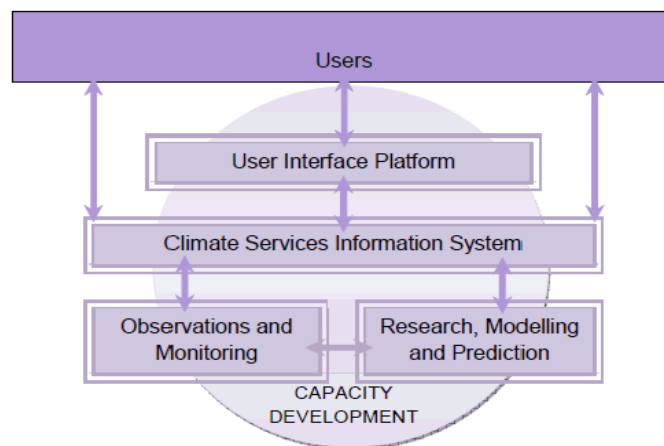 Users
User Interface Platform
Climate Services Information System
Observations and
Monitoring
Research, Modelling
and Prediction
CAPACITY
DEVELOPMENT